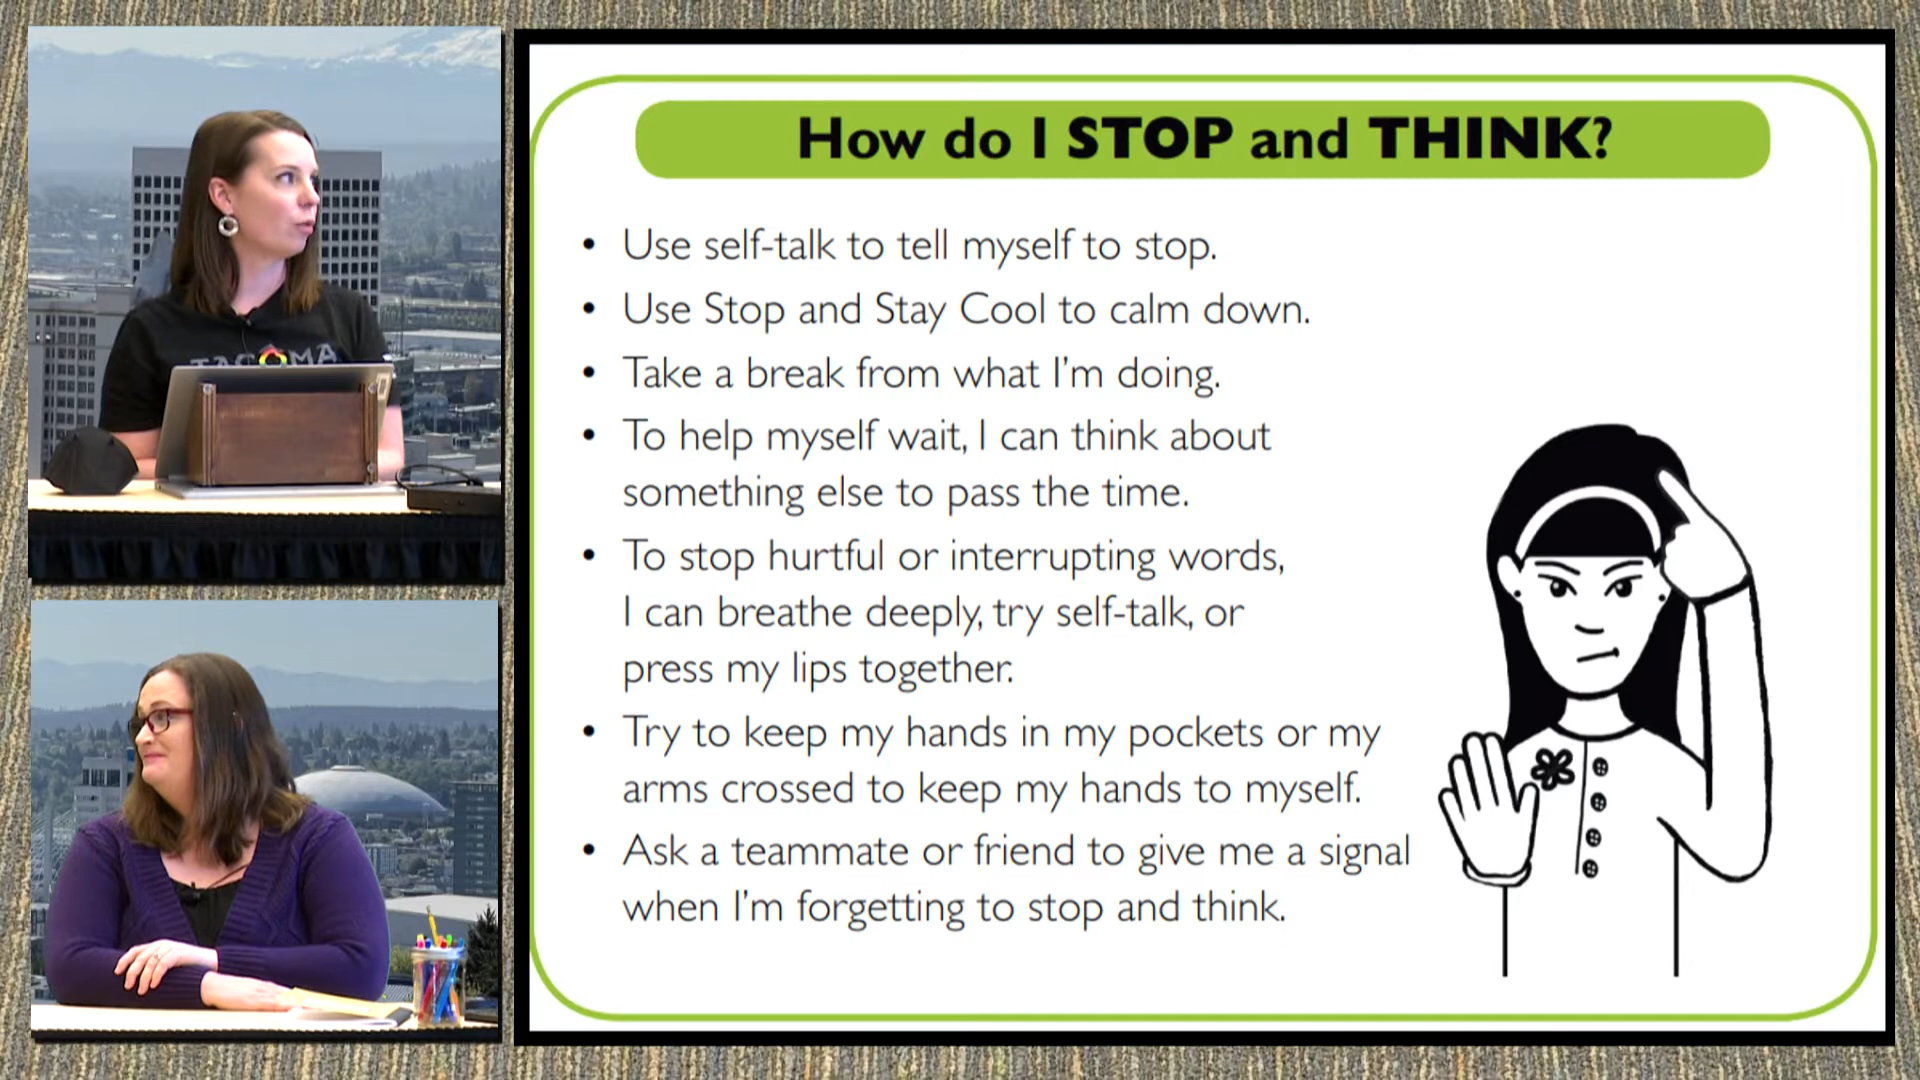 TACOMA
How do I STOP and THINK?
• Use self-talk to tell myself to stop.
• Use Stop and Stay Cool to calm down.
• Take a break from what I'm doing.
• To help myself wait, I can think about
something else to pass the time.
• To stop hurtful or interrupting words,
I can breathe deeply, try self-talk, or
press my lips together.
• Try to keep my hands in my pockets or my
arms crossed to keep my hands to myself.
• Ask a teammate or friend to give me a signal
when I'm forgetting to stop and think.